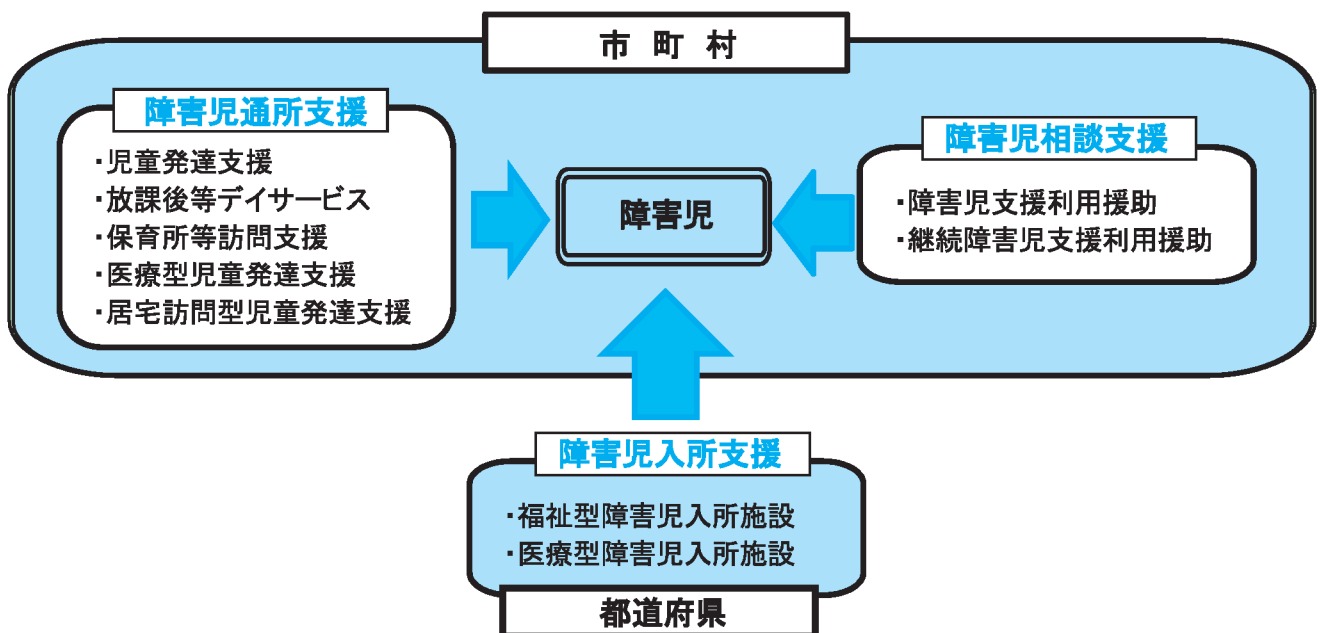 市町村
障害児通所支援
・児童発達支援
・放課後等デイサービス
・保育所等訪問支援
・医療型児童発達支援
・居宅訪問型児童発達支援
障害児
障害児相談支援
・障害児支援利用援助
・継続障害児支援利用援助
障害児入所支援
・福祉型障害児入所施設
・医療型障害児入所施設
都道府県